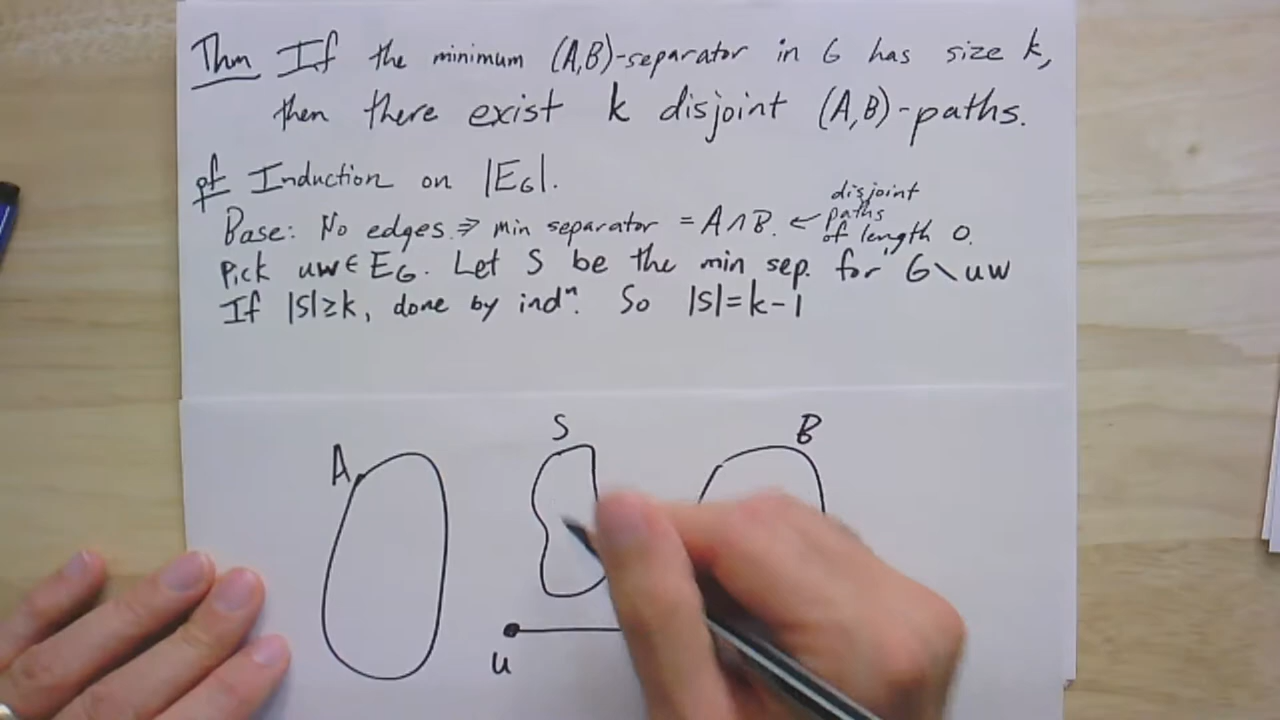 Thm If the minimum (A,B)-separator in G has size k,
then there exist k disjoint (A,B)-paths.
pf Induction on |E_G|.
Base: No edges ⇒ min separator = A∩B. ← disjoint paths of length 0.
Pick uw ∈ E_G. Let S be the min sep. for G\uw
If |S|≥k, done by indⁿ. So |S|=k-1
S
B
A
u